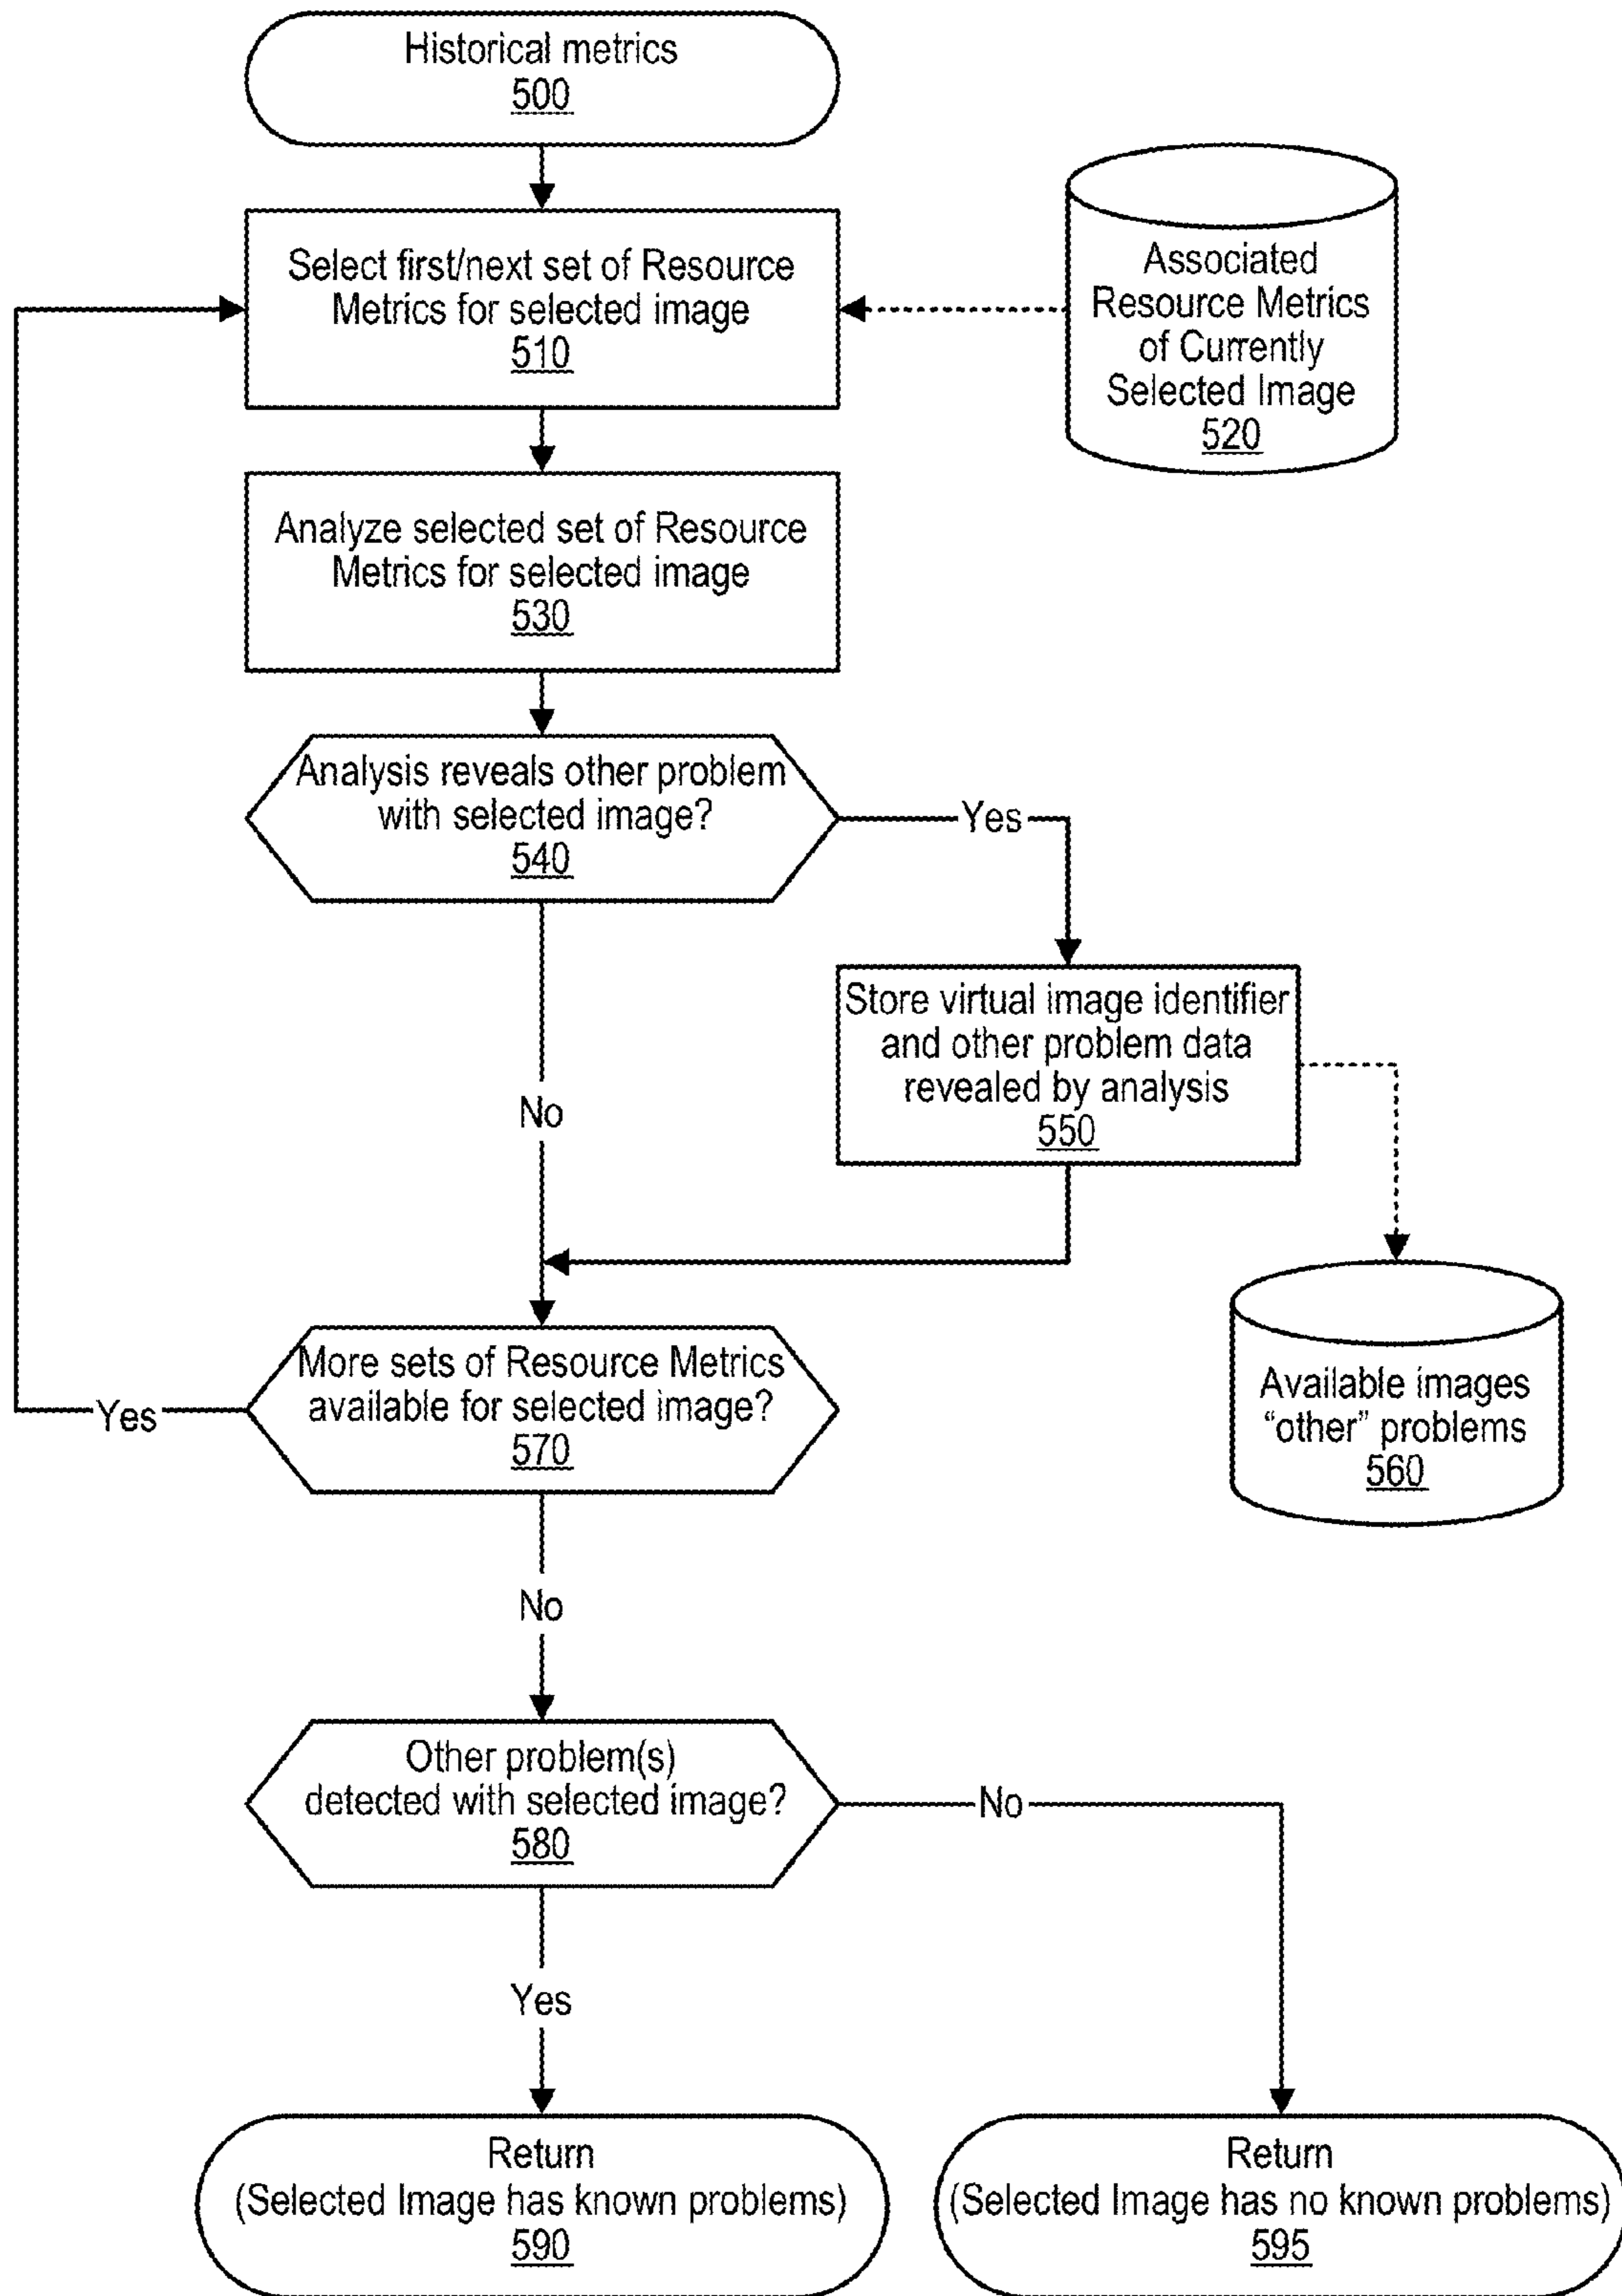 Historical metrics
500
Select first/next set of Resource
Metrics for selected image
510
Associated
Resource Metrics
of Currently
Selected Image
520
Analyze selected set of Resource
Metrics for selected image
530
Analysis reveals other problem
with selected image?
540
Yes
Store virtual image identifier
and other problem data
revealed by analysis
550
No
More sets of Resource Metrics
available for selected image?
570
Yes
Available images
“other” problems
560
No
Other problem(s)
detected with selected image?
580
No
Yes
Return
(Selected Image has known problems)
590
Return
(Selected Image has no known problems)
595